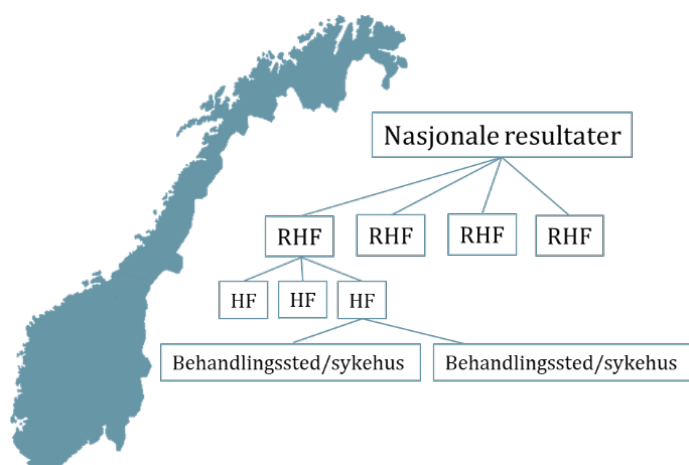 Nasjonale resultater
RHF RHF RHF RHF
HF HF HF
Behandlingssted/sykehus Behandlingssted/sykehus